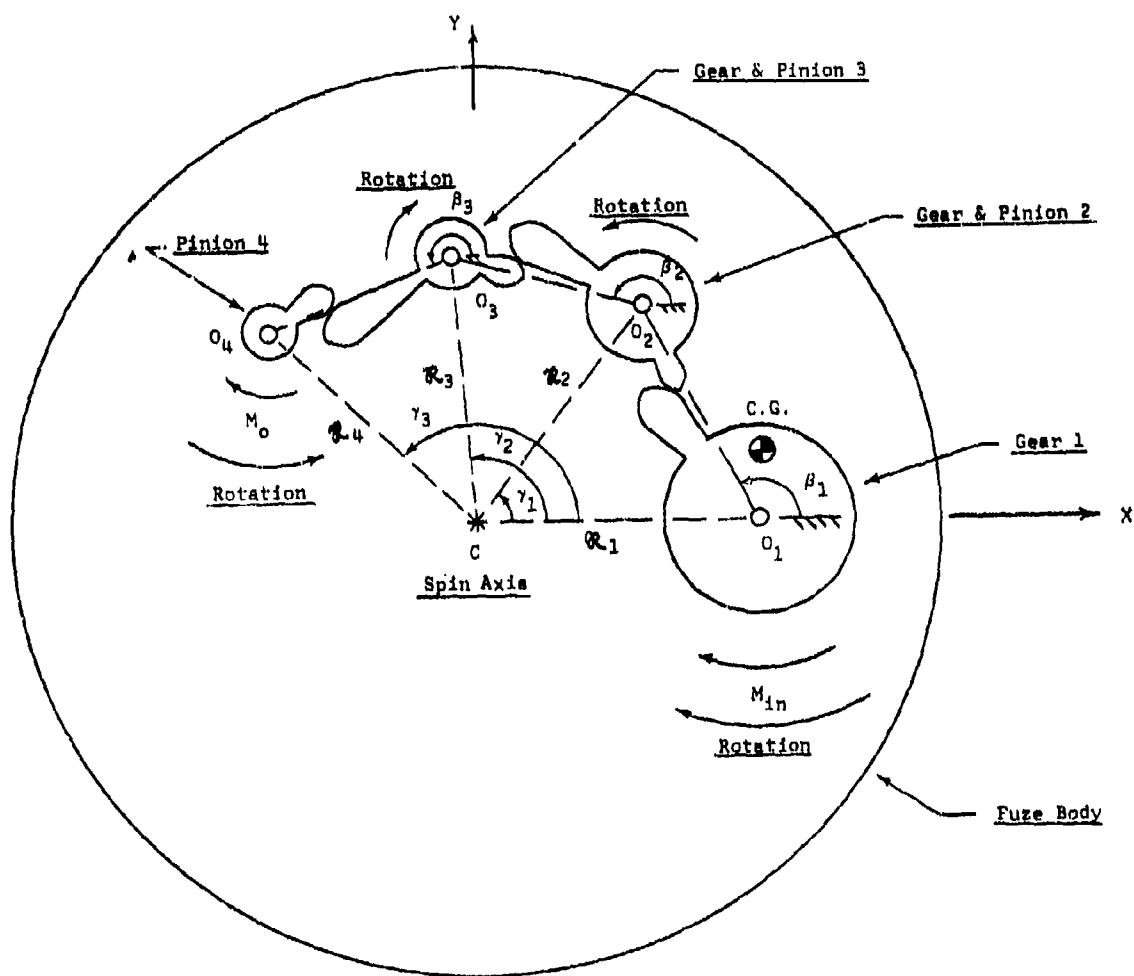 Y
Gear & Pinion 3
Rotation
β3
Rotation
Gear & Pinion 2
Pinion 4
β2
O3
O4
O2
ℛ3
ℛ2
C.G.
Mo
ℛ4
γ3
γ2
Gear 1
Rotation
γ1
β1
X
C
ℛ1
O1
Spin Axis
Min
Rotation
Fuze Body